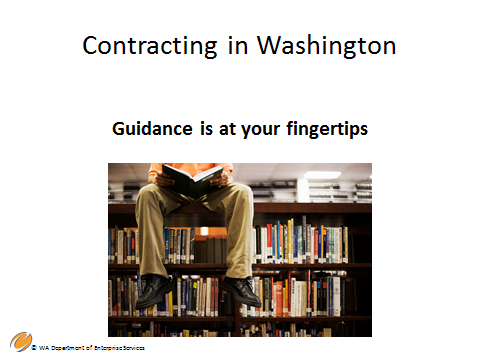 Contracting in Washington
Guidance is at your fingertips
© WA Department of Enterprise Services